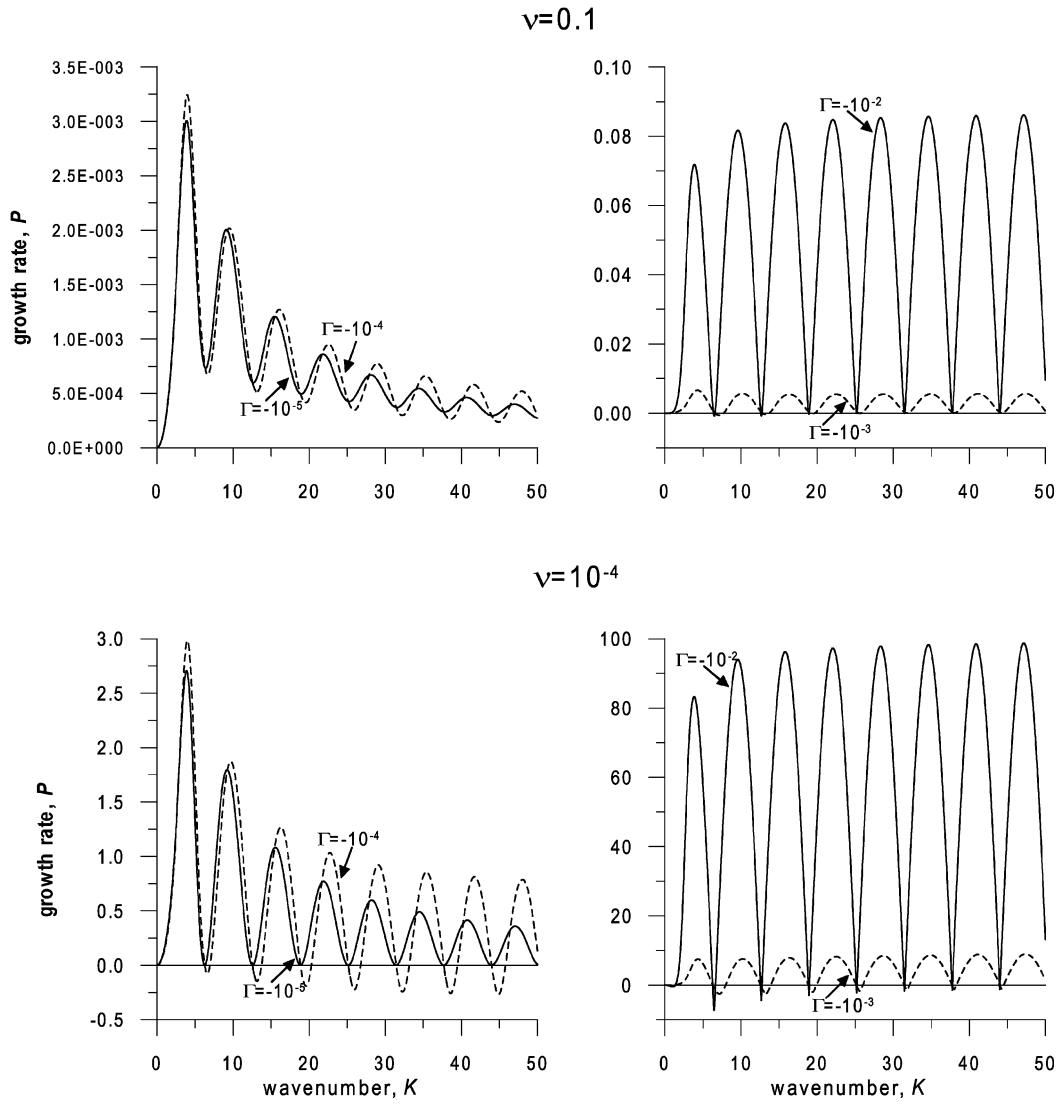 ν=0.1
growth rate, P
3.5E-003
3.0E-003
2.5E-003
2.0E-003
1.5E-003
1.0E-003
5.0E-004
0.0E+000
Γ=-10⁻⁴
Γ=-10⁻⁵
0 10 20 30 40 50
0.10
0.08
0.06
0.04
0.02
0.00
Γ=-10⁻²
Γ=-10⁻³
0 10 20 30 40 50
ν=10⁻⁴
growth rate, P
3.0
2.5
2.0
1.5
1.0
0.5
0.0
-0.5
Γ=-10⁻⁴
Γ=-10⁻⁵
0 10 20 30 40 50
wavenumber, K
100
80
60
40
20
0
Γ=-10⁻²
Γ=-10⁻³
0 10 20 30 40 50
wavenumber, K